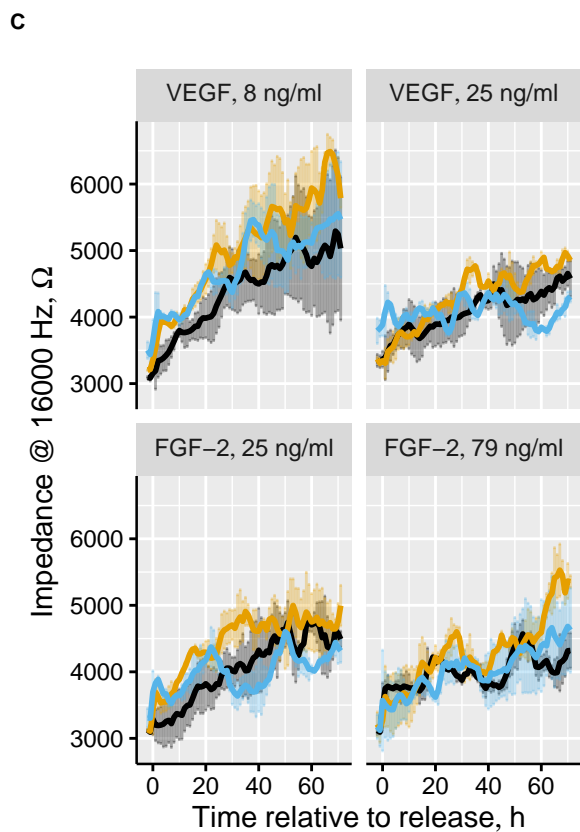 C
VEGF, 8 ng/ml
VEGF, 25 ng/ml
6000
5000
4000
3000
FGF−2, 25 ng/ml
FGF−2, 79 ng/ml
6000
5000
4000
3000
0 20 40 60
0 20 40 60
Time relative to release, h
Impedance @ 16000 Hz, Ω